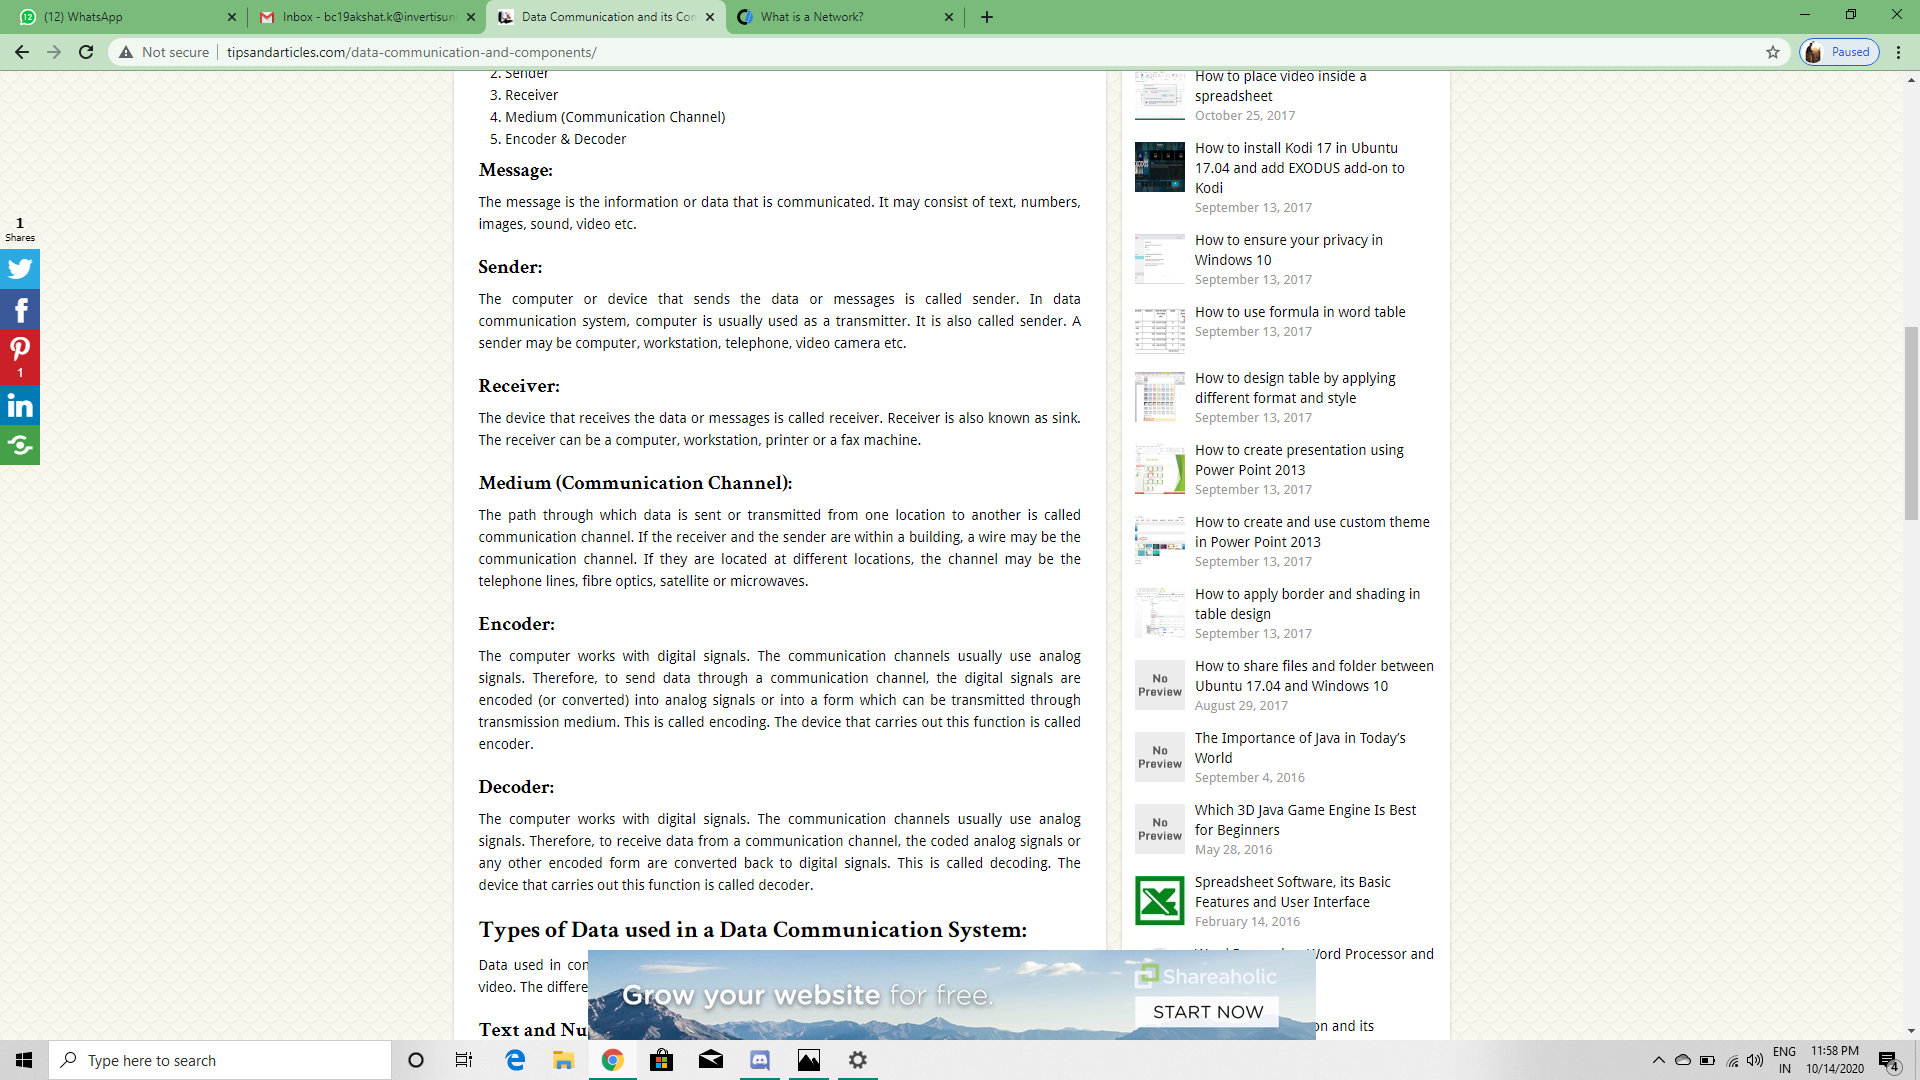 (12) WhatsApp
Inbox - bc19akshat.k@invertisuni
Data Communication and its Com
What is a Network?
Not secure
tipsandarticles.com/data-communication-and-components/
Paused
1
Shares
1
2. Sender
3. Receiver
4. Medium (Communication Channel)
5. Encoder & Decoder
Message:
The message is the information or data that is communicated. It may consist of text, numbers,
images, sound, video etc.
Sender:
The computer or device that sends the data or messages is called sender. In data
communication system, computer is usually used as a transmitter. It is also called sender. A
sender may be computer, workstation, telephone, video camera etc.
Receiver:
The device that receives the data or messages is called receiver. Receiver is also known as sink.
The receiver can be a computer, workstation, printer or a fax machine.
Medium (Communication Channel):
The path through which data is sent or transmitted from one location to another is called
communication channel. If the receiver and the sender are within a building, a wire may be the
communication channel. If they are located at different locations, the channel may be the
telephone lines, fibre optics, satellite or microwaves.
Encoder:
The computer works with digital signals. The communication channels usually use analog
signals. Therefore, to send data through a communication channel, the digital signals are
encoded (or converted) into analog signals or into a form which can be transmitted through
transmission medium. This is called encoding. The device that carries out this function is called
encoder.
Decoder:
The computer works with digital signals. The communication channels usually use analog
signals. Therefore, to receive data from a communication channel, the coded analog signals or
any other encoded form are converted back to digital signals. This is called decoding. The
device that carries out this function is called decoder.
Types of Data used in a Data Communication System:
Data used in con
video. The differe
Text and Nu
How to place video inside a
spreadsheet
October 25, 2017
How to install Kodi 17 in Ubuntu
17.04 and add EXODUS add-on to
Kodi
September 13, 2017
How to ensure your privacy in
Windows 10
September 13, 2017
How to use formula in word table
September 13, 2017
How to design table by applying
different format and style
September 13, 2017
How to create presentation using
Power Point 2013
September 13, 2017
How to create and use custom theme
in Power Point 2013
September 13, 2017
How to apply border and shading in
table design
September 13, 2017
No
Preview
How to share files and folder between
Ubuntu 17.04 and Windows 10
August 29, 2017
No
Preview
The Importance of Java in Today's
World
September 4, 2016
No
Preview
Which 3D Java Game Engine Is Best
for Beginners
May 28, 2016
Spreadsheet Software, its Basic
Features and User Interface
February 14, 2016
Word Processor and
on and its
Grow your website for free.
Shareaholic
START NOW
Type here to search
ENG
IN
11:58 PM
10/14/2020
4